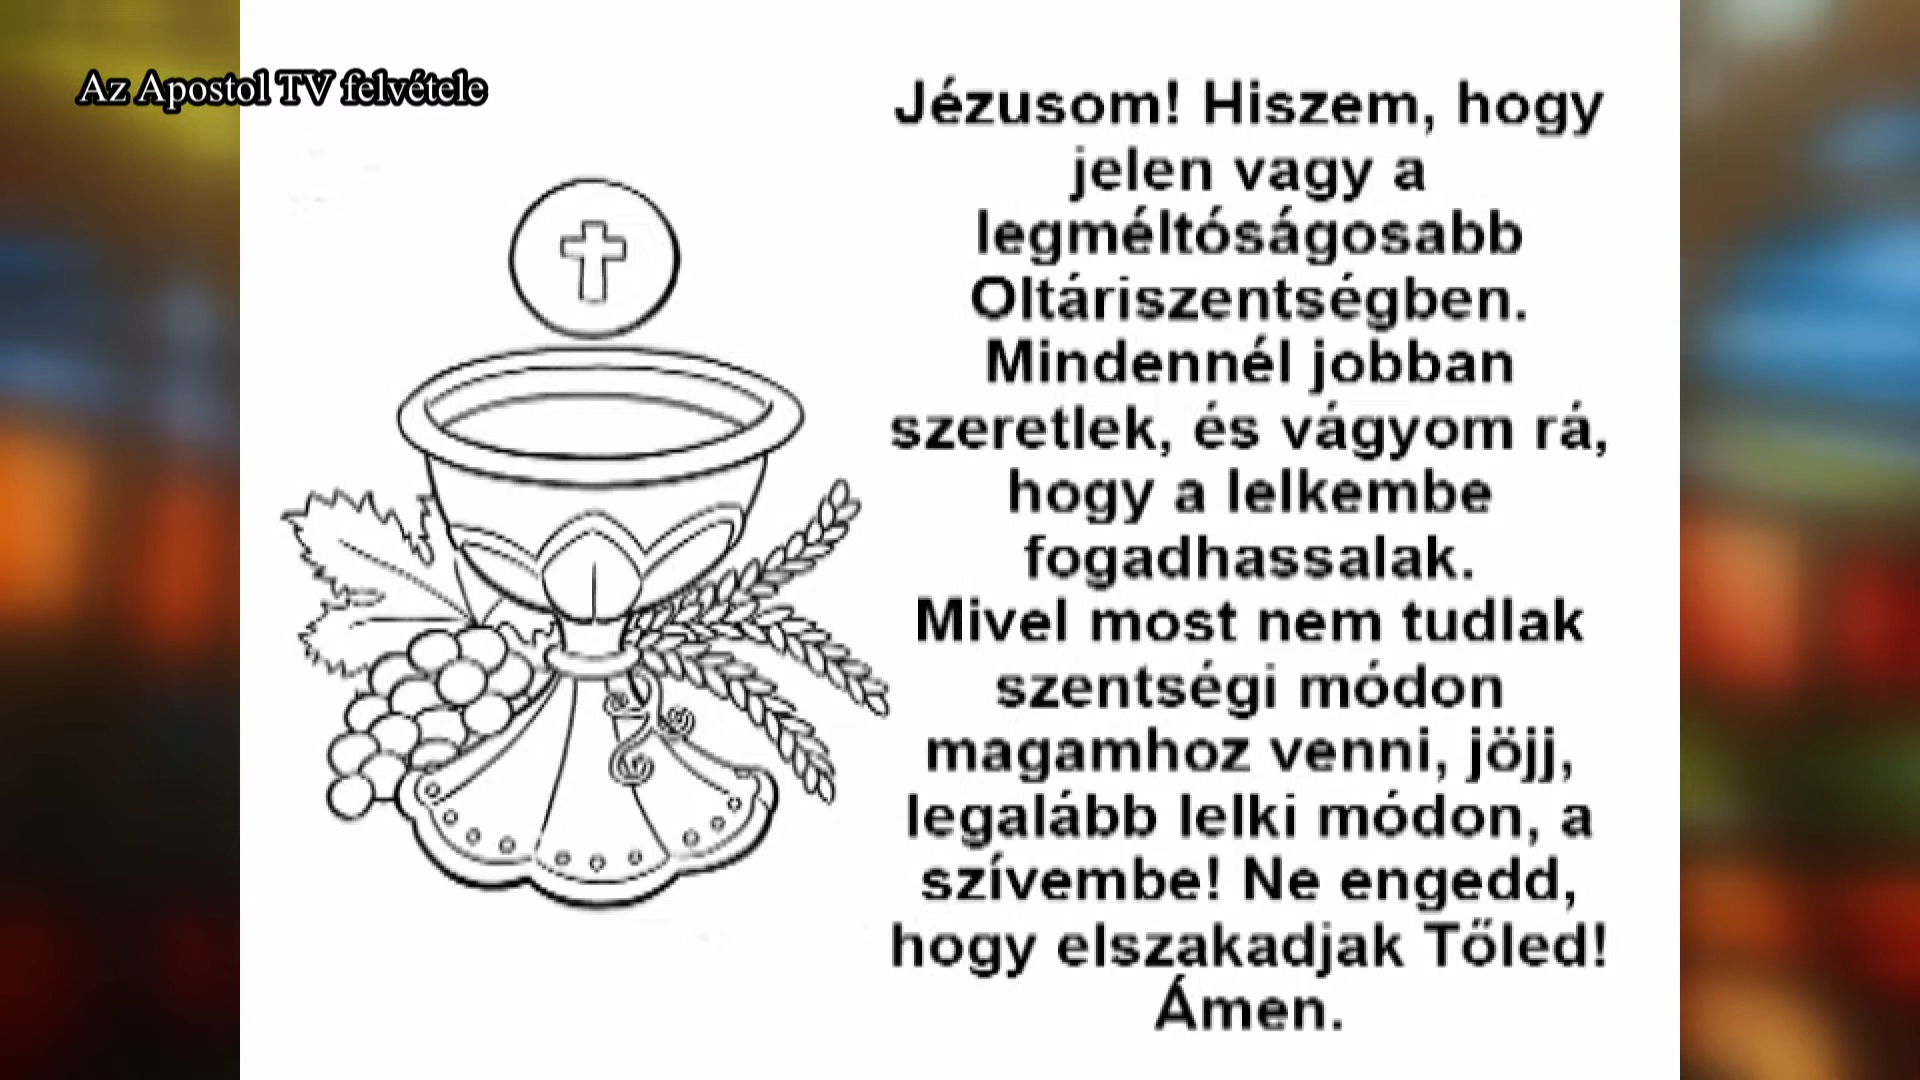 Az Apostol TV felvétele
Jézusom! Hiszem, hogy
jelen vagy a
legméltóságosabb
Oltáriszentségben.
Mindennél jobban
szeretlek, és vágyom rá,
hogy a lelkembe
fogadhassalak.
Mivel most nem tudlak
szentségi módon
magamhoz venni, jöjj,
legalább lelki módon, a
szívembe! Ne engedd,
hogy elszakadjak Tőled!
Ámen.